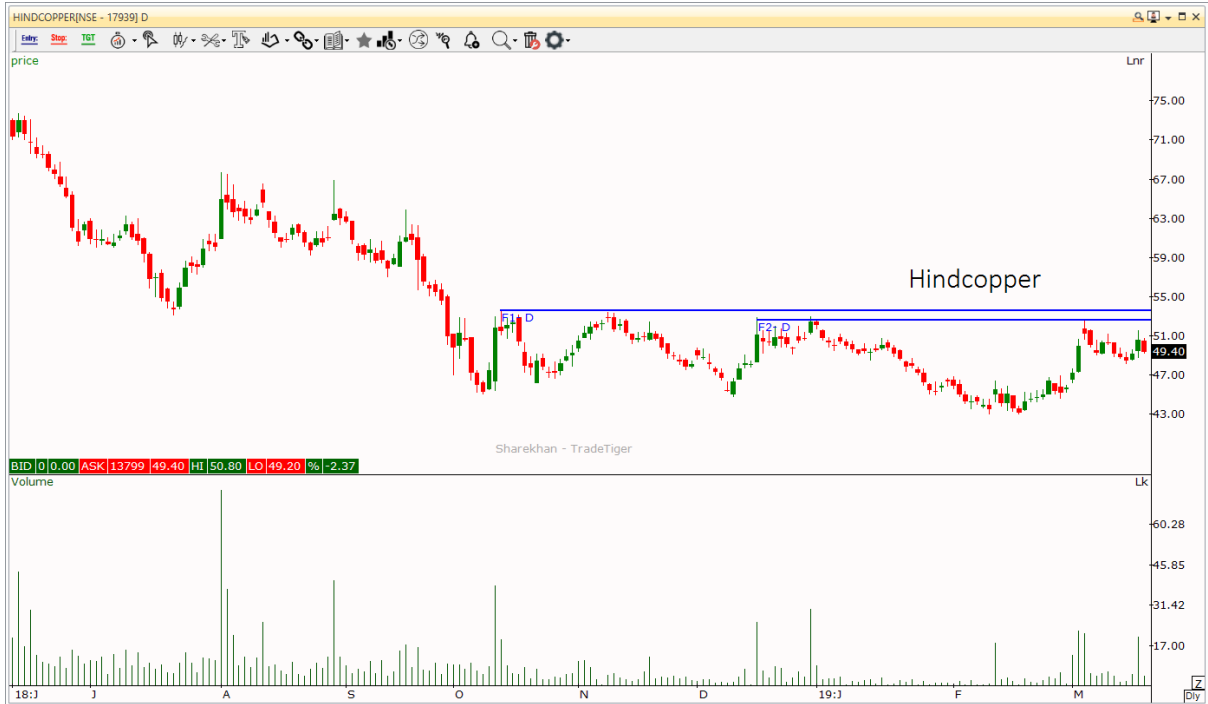 HINDCOPPER[NSE - 17939] D
Entry: Stop: TGT
price Lnr
75.00
71.00
67.00
63.00
59.00
Hindcopper
55.00
F1: D
F2: D
51.00
49.40
47.00
43.00
Sharekhan - TradeTiger
BID 0 0.00 ASK 13799 49.40 HI 50.80 LO 49.20 % -2.37
Volume Lk
60.28
45.85
31.42
17.00
18:J J A S O N D 19:J F M
Z
Dly